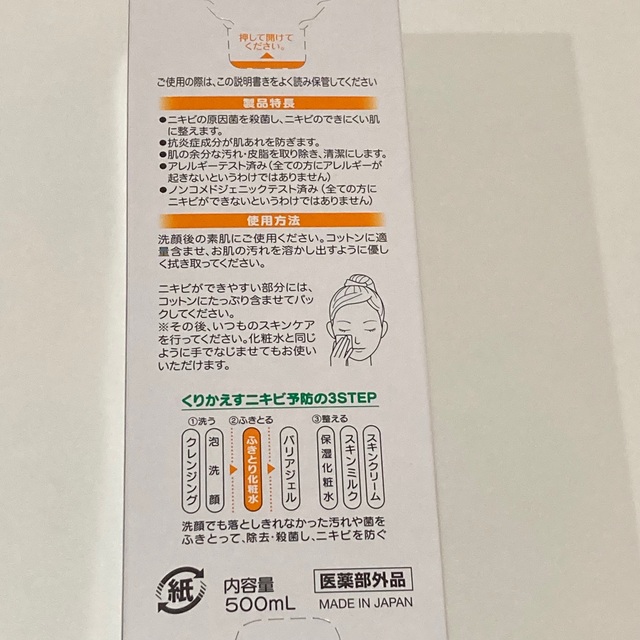 押して開けて
ください。
ご使用の際は、この説明書きをよく読み保管してください
製品特長
●ニキビの原因菌を殺菌し、ニキビのできにくい肌
に整えます。
●抗炎症成分が肌あれを防ぎます。
●肌の余分な汚れ・皮脂を取り除き、清潔にします。
●アレルギーテスト済み(全ての方にアレルギーが
起きないというわけではありません)
●ノンコメドジェニックテスト済み(全ての方に
ニキビができないというわけではありません)
使用方法
洗顔後の素肌にご使用ください。コットンに適
量含ませ、お肌の汚れを溶かし出すように優し
く拭き取ってください。
ニキビができやすい部分には、
コットンにたっぷり含ませてパッ
クしてください。
※その後、いつものスキンケア
を行ってください。化粧水と同じ
ように手でなじませてもお使い
いただけます。
くりかえすニキビ予防の3STEP
①洗う ②ふきとる ③整える
クレンジング
泡洗顔
ふきとり化粧水
バリアジェル
保湿化粧水
スキンミルク
スキンクリーム
洗顔でも落としきれなかった汚れや菌を
ふきとって、除去・殺菌し、ニキビを防ぐ
紙
内容量
500mL
医薬部外品
MADE IN JAPAN